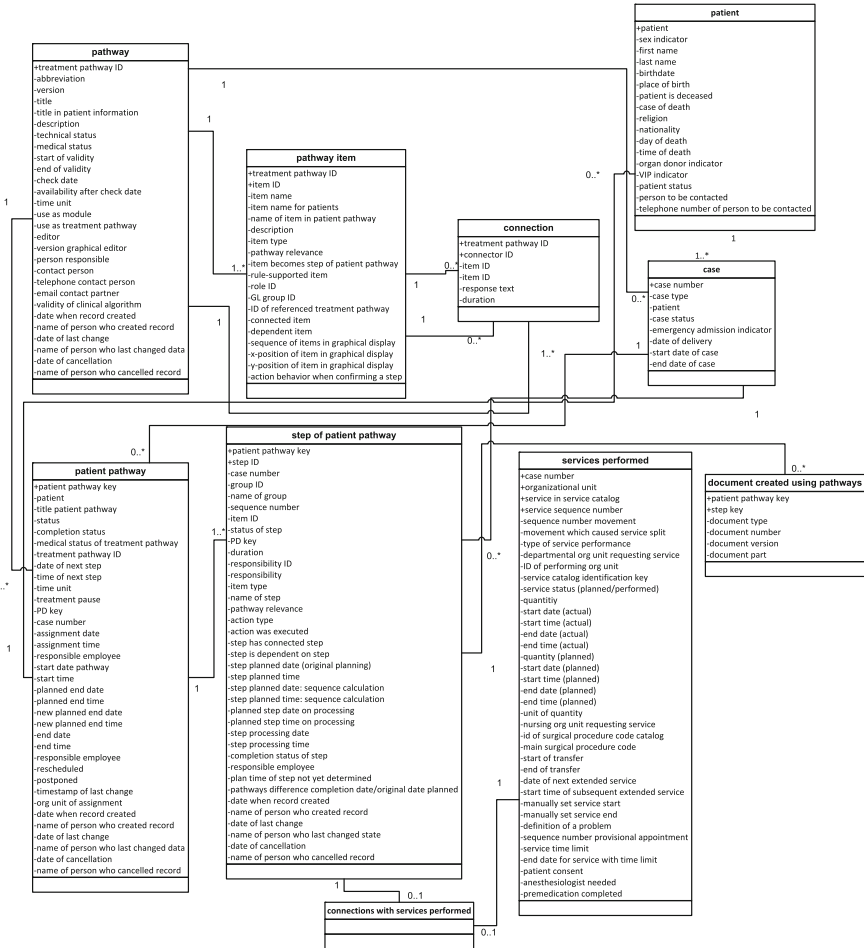 pathway
+treatment pathway ID
-abbreviation
-version
-title
-title in patient information
-description
-technical status
-medical status
-start of validity
-end of validity
-check date
-availability after check date
-time unit
-use as module
-use as treatment pathway
-editor
-version graphical editor
-person responsible
-contact person
-telephone contact person
-email contact partner
-validity of clinical algorithm
-date when record created
-name of person who created record
-date of last change
-name of person who last changed data
-date of cancellation
-name of person who cancelled record
pathway item
+treatment pathway ID
+item ID
-item name
-item name for patients
-name of item in patient pathway
-description
-item type
-pathway relevance
-item becomes step of patient pathway
-rule-supported item
-role ID
-GL group ID
-ID of referenced treatment pathway
-connected item
-dependent item
-sequence of items in graphical display
-x-position of item in graphical display
-y-position of item in graphical display
-action behavior when confirming a step
connection
+treatment pathway ID
+connector ID
-item ID
-item ID
-response text
-duration
patient
+patient
-sex indicator
-first name
-last name
-birthdate
-place of birth
-patient is deceased
-case of death
-religion
-nationality
-day of death
-time of death
-organ donor indicator
-VIP indicator
-patient status
-person to be contacted
-telephone number of person to be contacted
case
+case number
-case type
-patient
-case status
-emergency admission indicator
-date of delivery
-start date of case
-end date of case
patient pathway
+patient pathway key
-patient
-title patient pathway
-status
-completion status
-medical status of treatment pathway
-treatment pathway ID
-date of next step
-time of next step
-time unit
-treatment pause
-PD key
-case number
-assignment date
-assignment time
-responsible employee
-start date pathway
-start time
-planned end date
-planned end time
-new planned end date
-new planned end time
-end date
-end time
-responsible employee
-rescheduled
-postponed
-timestamp of last change
-org unit of assignment
-date when record created
-name of person who created record
-date of last change
-name of person who last changed data
-date of cancellation
-name of person who cancelled record
step of patient pathway
+patient pathway key
+step ID
-case number
-group ID
-name of group
-sequence number
-item ID
-status of step
-PD key
-duration
-responsibility ID
-responsibility
-item type
-name of step
-pathway relevance
-action type
-action was executed
-step has connected step
-step is dependent on step
-step planned date (original planning)
-step planned time
-step planned date: sequence calculation
-step planned time: sequence calculation
-planned step date on processing
-planned step time on processing
-step processing date
-step processing time
-completion status of step
-responsible employee
-plan time of step not yet determined
-pathways difference completion date/original date planned
-date when record created
-name of person who created record
-date of last change
-name of person who last changed state
-date of cancellation
-name of person who cancelled record
services performed
+case number
+organizational unit
+service in service catalog
+service sequence number
-sequence number movement
-movement which caused service split
-type of service performance
-departmental org unit requesting service
-ID of performing org unit
-service catalog identification key
-service status (planned/performed)
-quantitiy
-start date (actual)
-start time (actual)
-end date (actual)
-end time (actual)
-quantity (planned)
-start date (planned)
-start time (planned)
-end date (planned)
-end time (planned)
-unit of quantity
-nursing org unit requesting service
-id of surgical procedure code catalog
-main surgical procedure code
-start of transfer
-end of transfer
-date of next extended service
-start time of subsequent extended service
-manually set service start
-manually set service end
-definition of a problem
-sequence number provisional appointment
-service time limit
-end date for service with time limit
-patient consent
-anesthesiologist needed
-premedication completed
document created using pathways
+patient pathway key
+step key
-document type
-document number
-document version
-document part
connections with services performed
1
1
1
1..*
1
0..*
1
0..*
1
1..*
0..*
1
1..*
0..*
1
0..*
1
0..*
1
..*
1
1..*
1
0..*
1
1
1
0..1
0..1